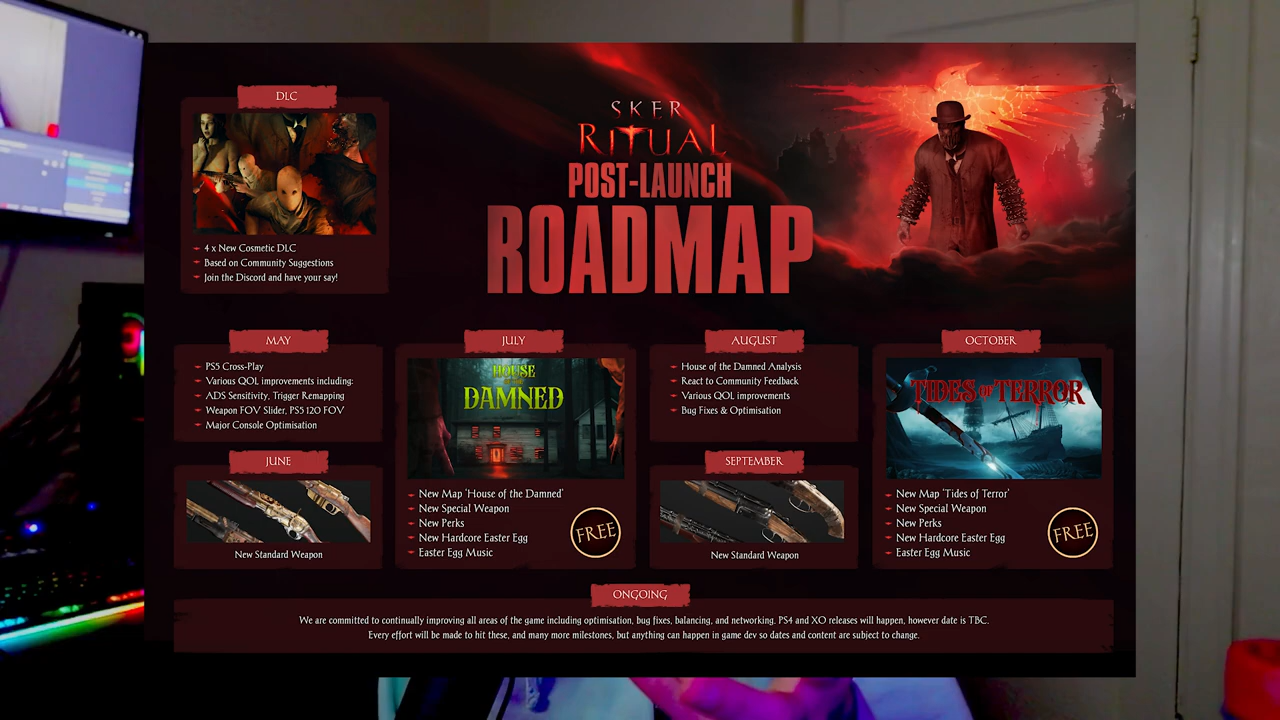 DLC
4 x New Cosmetic DLC
Based on Community Suggestions
Join the Discord and have your say!
SKER
RITUAL
POST-LAUNCH
ROADMAP
MAY
PS5 Cross-Play
Various QOL improvements including:
ADS Sensitivity, Trigger Remapping
Weapon FOV Slider, PS5 120 FOV
Major Console Optimisation
JUNE
New Standard Weapon
JULY
HOUSE
OF THE
DAMNED
New Map 'House of the Damned'
New Special Weapon
New Perks
New Hardcore Easter Egg
Easter Egg Music
FREE
AUGUST
House of the Damned Analysis
React to Community Feedback
Various QOL improvements
Bug Fixes & Optimisation
SEPTEMBER
New Standard Weapon
OCTOBER
TIDES OF TERROR
New Map 'Tides of Terror'
New Special Weapon
New Perks
New Hardcore Easter Egg
Easter Egg Music
FREE
ONGOING
We are committed to continually improving all areas of the game including optimisation, bug fixes, balancing, and networking. PS4 and XO releases will happen, however date is TBC.
Every effort will be made to hit these, and many more milestones, but anything can happen in game dev so dates and content are subject to change.